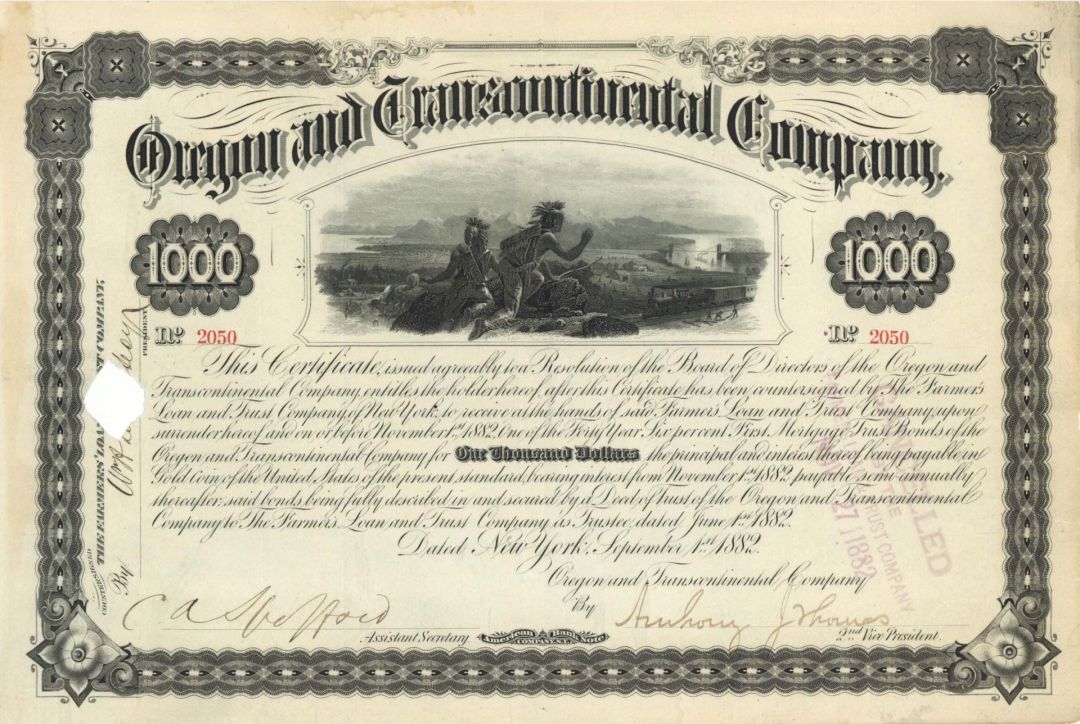 Oregon and Transcontinental Company.
1000
1000
No 2050
No 2050
This Certificate, issued agreeably to a Resolution of the Board of Directors of the Oregon and
Transcontinental Company, entitles the holder hereof, after this Certificate has been countersigned by The Farmers
Loan and Trust Company, of New York, to receive at the hands of said Farmers Loan and Trust Company, upon
surrender hereof, and on or before November 1st, 1882, One of the Forty Year Six per cent. First Mortgage Trust Bonds of the
Oregon and Transcontinental Company, for One Thousand Dollars the principal and interest thereof being payable in
Gold Coin of the United States of the present standard, bearing interest from November 1st, 1882, payable semi-annually
thereafter, said bonds being fully described in and secured by a Deed of trust of the Oregon and Transcontinental
Company to The Farmers Loan and Trust Company as Trustee, dated June 1st, 1882.
Dated New York, September 1st, 1882.
Oregon and Transcontinental Company
By Anthony J Thomas
2nd Vice President.
C A Spofford
Assistant Secretary.
American Bank Note
COMPANY, N.Y.
COUNTERSIGNED
THE FARMERS' LOAN T COMPANY,
By
PRESIDENT
LLED
THE
TRUST COMPANY
27 1882